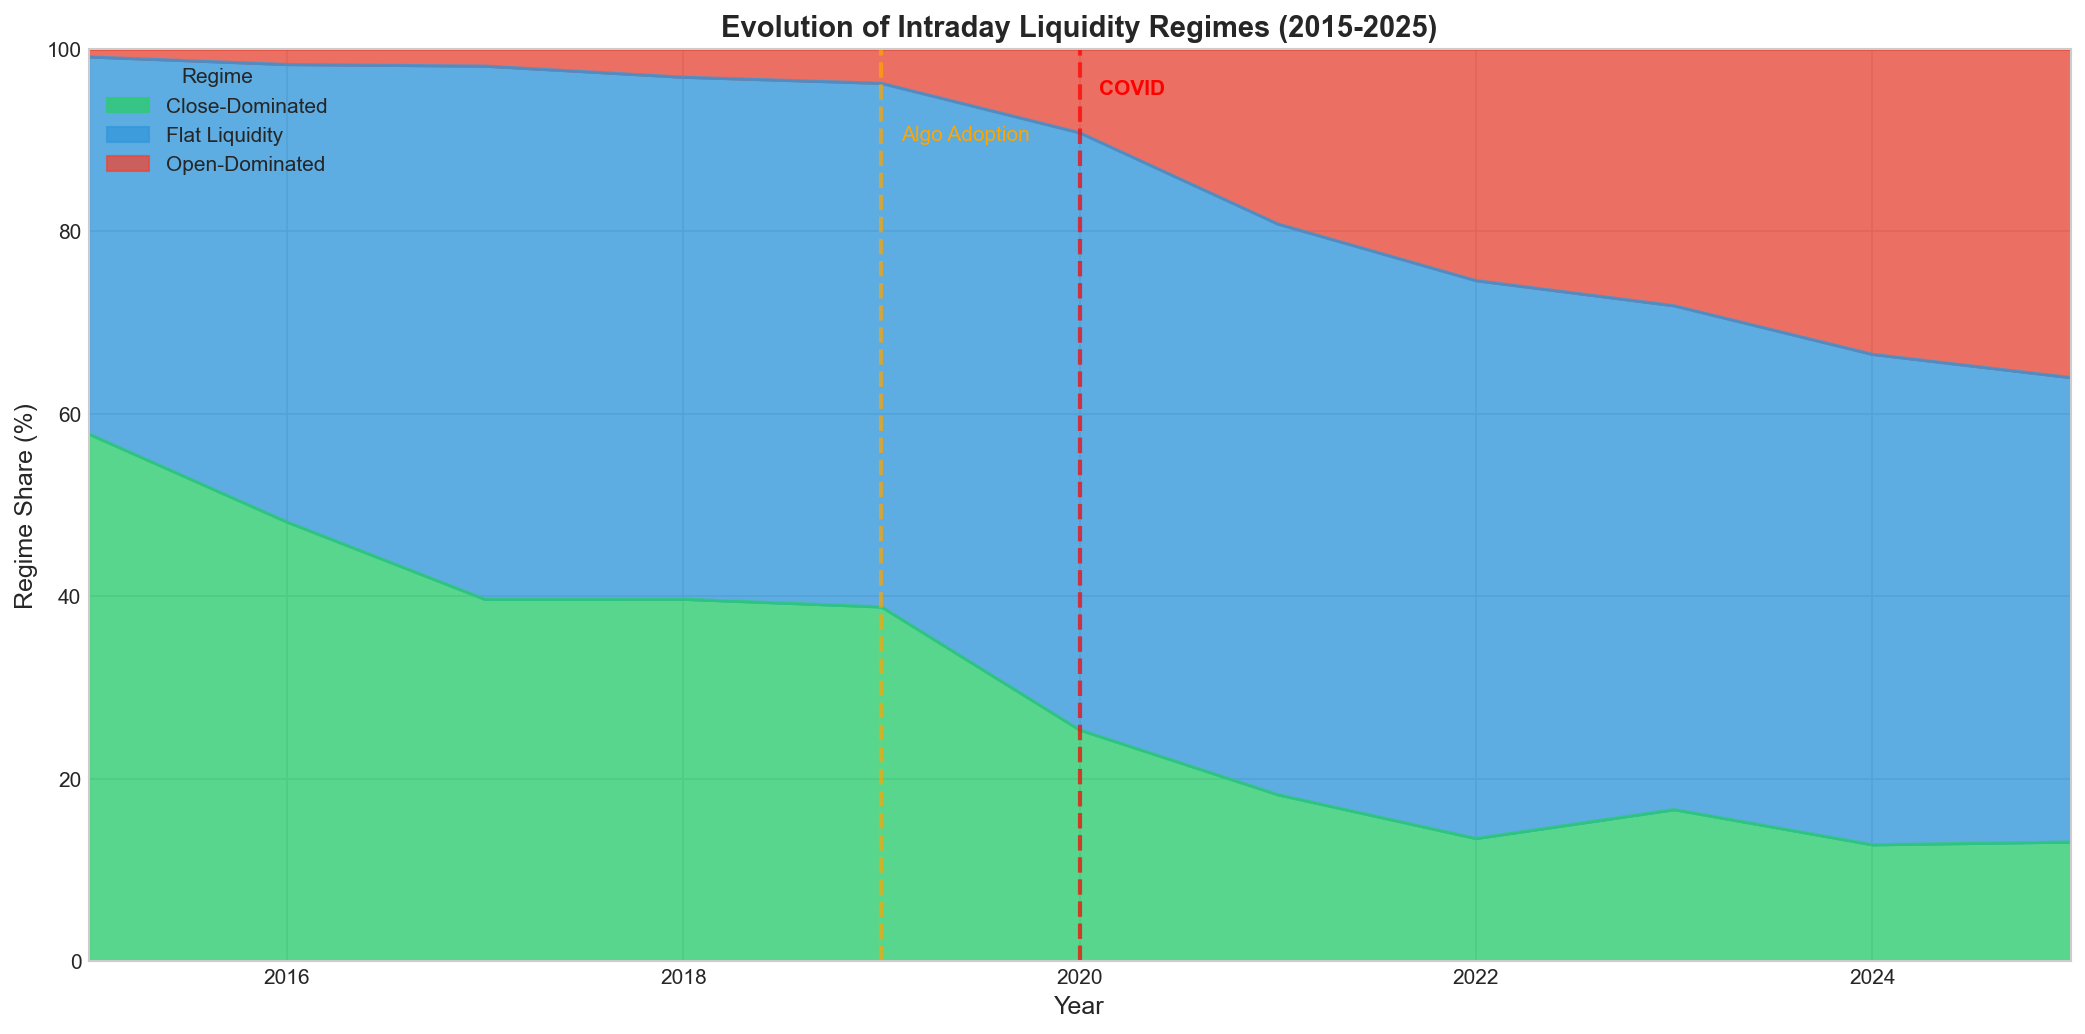 Evolution of Intraday Liquidity Regimes (2015-2025)
Regime
Close-Dominated
Flat Liquidity
Open-Dominated
Algo Adoption
COVID
Regime Share (%)
100
80
60
40
20
0
2016
2018
2020
2022
2024
Year